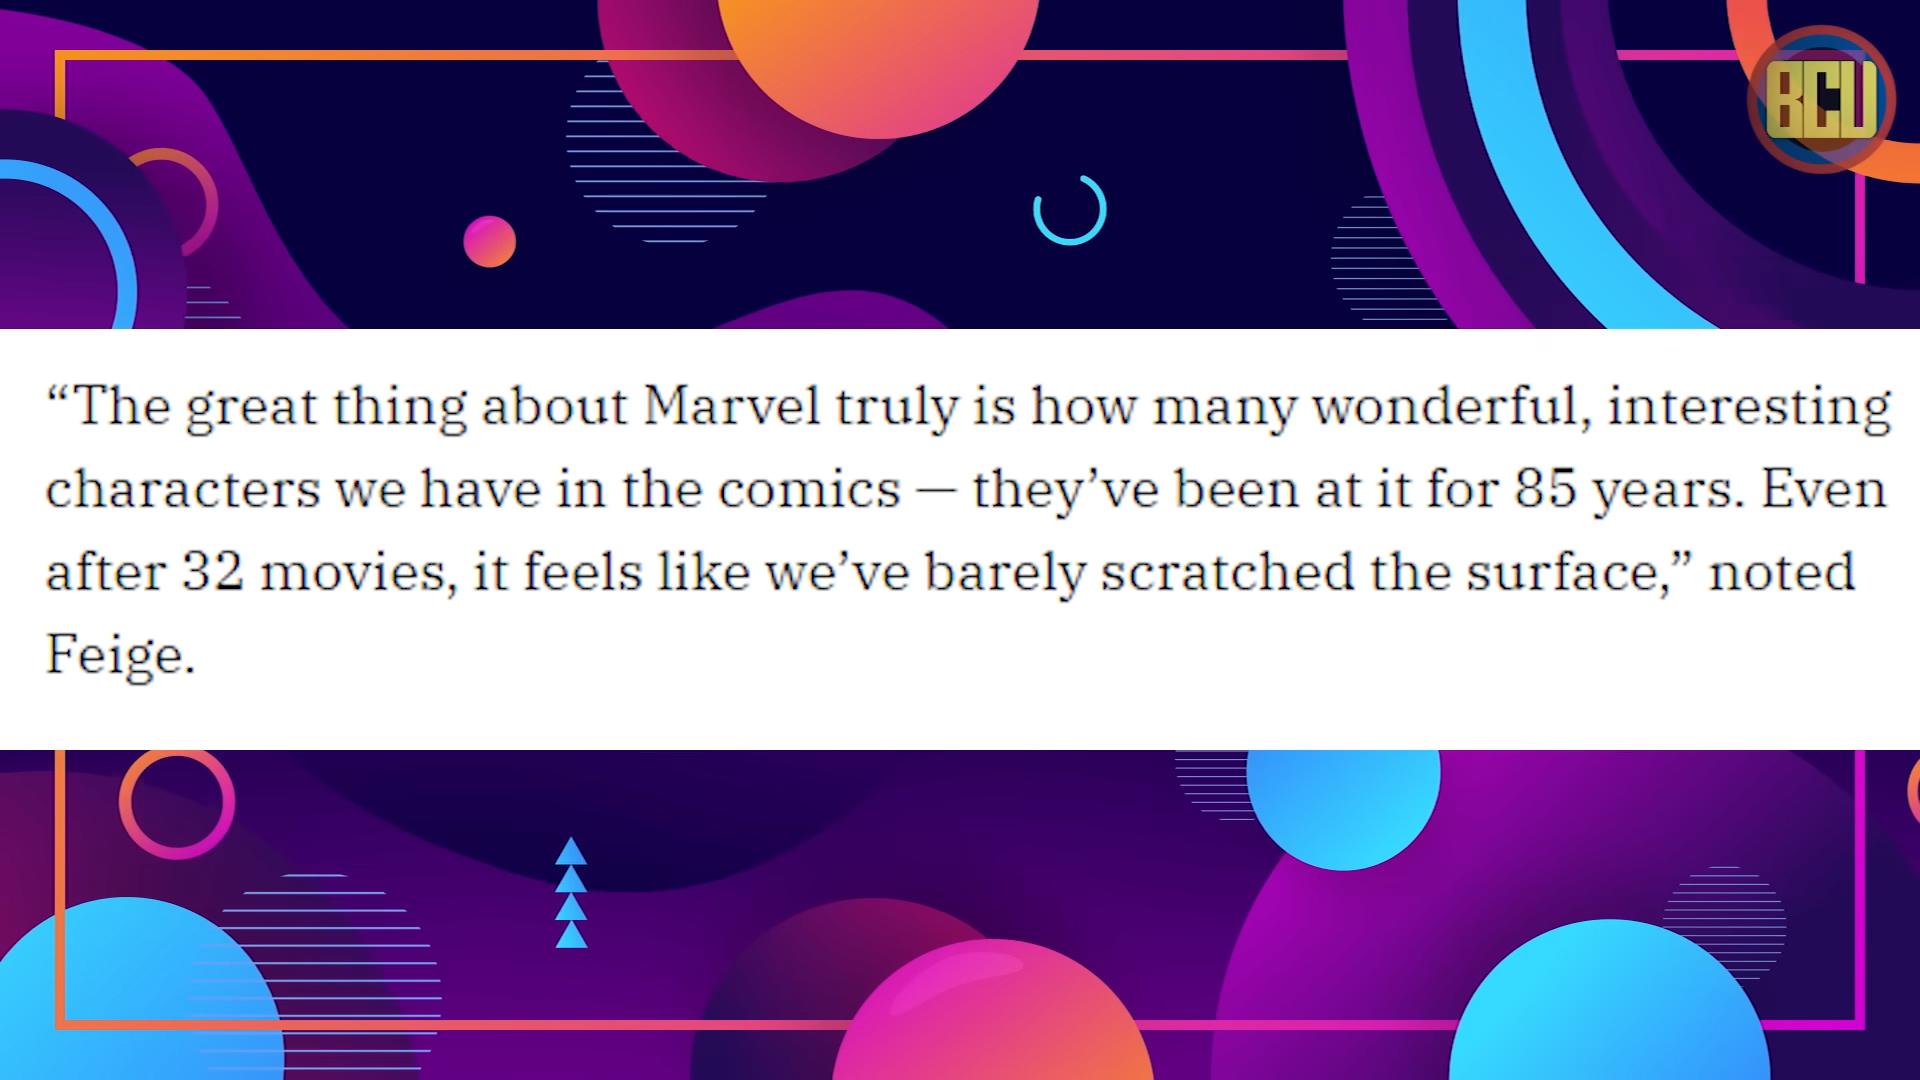 BCU
“The great thing about Marvel truly is how many wonderful, interesting
characters we have in the comics — they’ve been at it for 85 years. Even
after 32 movies, it feels like we’ve barely scratched the surface,” noted
Feige.